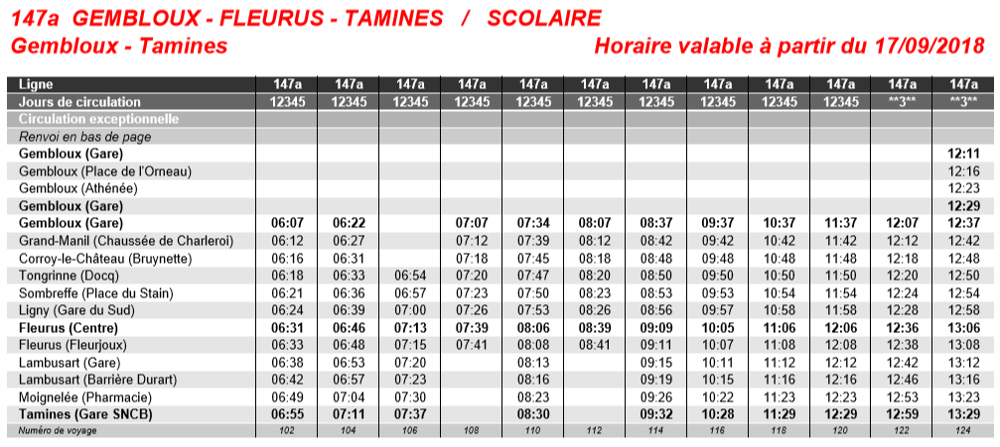 147a GEMBLOUX - FLEURUS - TAMINES / SCOLAIRE
Gembloux - Tamines Horaire valable à partir du 17/09/2018
Ligne 147a 147a 147a 147a 147a 147a 147a 147a 147a 147a 147a 147a
Jours de circulation 12345 12345 12345 12345 12345 12345 12345 12345 12345 12345 **3** **3**
Circulation exceptionnelle
Renvoi en bas de page
Gembloux (Gare) 12:11
Gembloux (Place de l'Orneau) 12:16
Gembloux (Athénée) 12:23
Gembloux (Gare) 12:29
Gembloux (Gare) 06:07 06:22 07:07 07:34 08:07 08:37 09:37 10:37 11:37 12:07 12:37
Grand-Manil (Chaussée de Charleroi) 06:12 06:27 07:12 07:39 08:12 08:42 09:42 10:42 11:42 12:12 12:42
Corroy-le-Château (Bruynette) 06:16 06:31 07:18 07:45 08:18 08:48 09:48 10:48 11:48 12:18 12:48
Tongrinne (Docq) 06:18 06:33 06:54 07:20 07:47 08:20 08:50 09:50 10:50 11:50 12:20 12:50
Sombreffe (Place du Stain) 06:21 06:36 06:57 07:23 07:50 08:23 08:53 09:53 10:54 11:54 12:24 12:54
Ligny (Gare du Sud) 06:24 06:39 07:00 07:26 07:53 08:26 08:56 09:57 10:58 11:58 12:28 12:58
Fleurus (Centre) 06:31 06:46 07:13 07:39 08:06 08:39 09:09 10:05 11:06 12:06 12:36 13:06
Fleurus (Fleurjoux) 06:33 06:48 07:15 07:41 08:08 08:41 09:11 10:07 11:08 12:08 12:38 13:08
Lambusart (Gare) 06:38 06:53 07:20 08:13 09:15 10:11 11:12 12:12 12:42 13:12
Lambusart (Barrière Durart) 06:42 06:57 07:23 08:16 09:19 10:15 11:16 12:16 12:46 13:16
Moignelée (Pharmacie) 06:49 07:04 07:30 08:23 09:26 10:22 11:23 12:23 12:53 13:23
Tamines (Gare SNCB) 06:55 07:11 07:37 08:30 09:32 10:28 11:29 12:29 12:59 13:29
Numéro de voyage 102 104 106 108 110 112 114 116 118 120 122 124